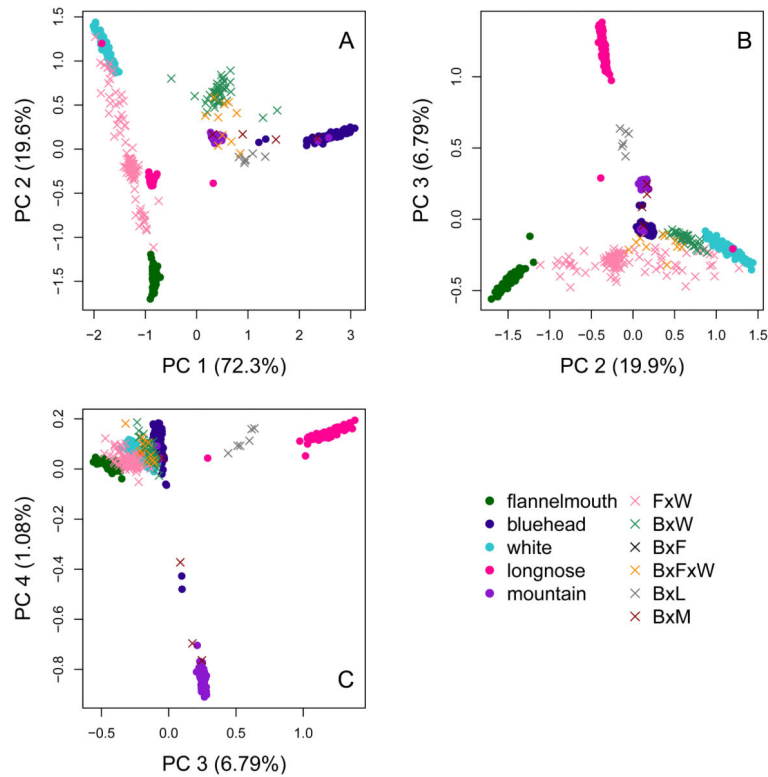 A
1.5
1.0
0.5
0.0
−0.5
−1.0
−1.5
PC 2 (19.6%)
−2
−1
0
1
2
3
PC 1 (72.3%)
B
1.0
0.5
0.0
−0.5
PC 3 (6.79%)
−1.5
−1.0
−0.5
0.0
0.5
1.0
1.5
PC 2 (19.9%)
0.2
0.0
−0.2
−0.4
−0.6
−0.8
PC 4 (1.08%)
C
−0.5
0.0
0.5
1.0
PC 3 (6.79%)
flannelmouth
bluehead
white
longnose
mountain
FxW
BxW
BxF
BxFxW
BxL
BxM